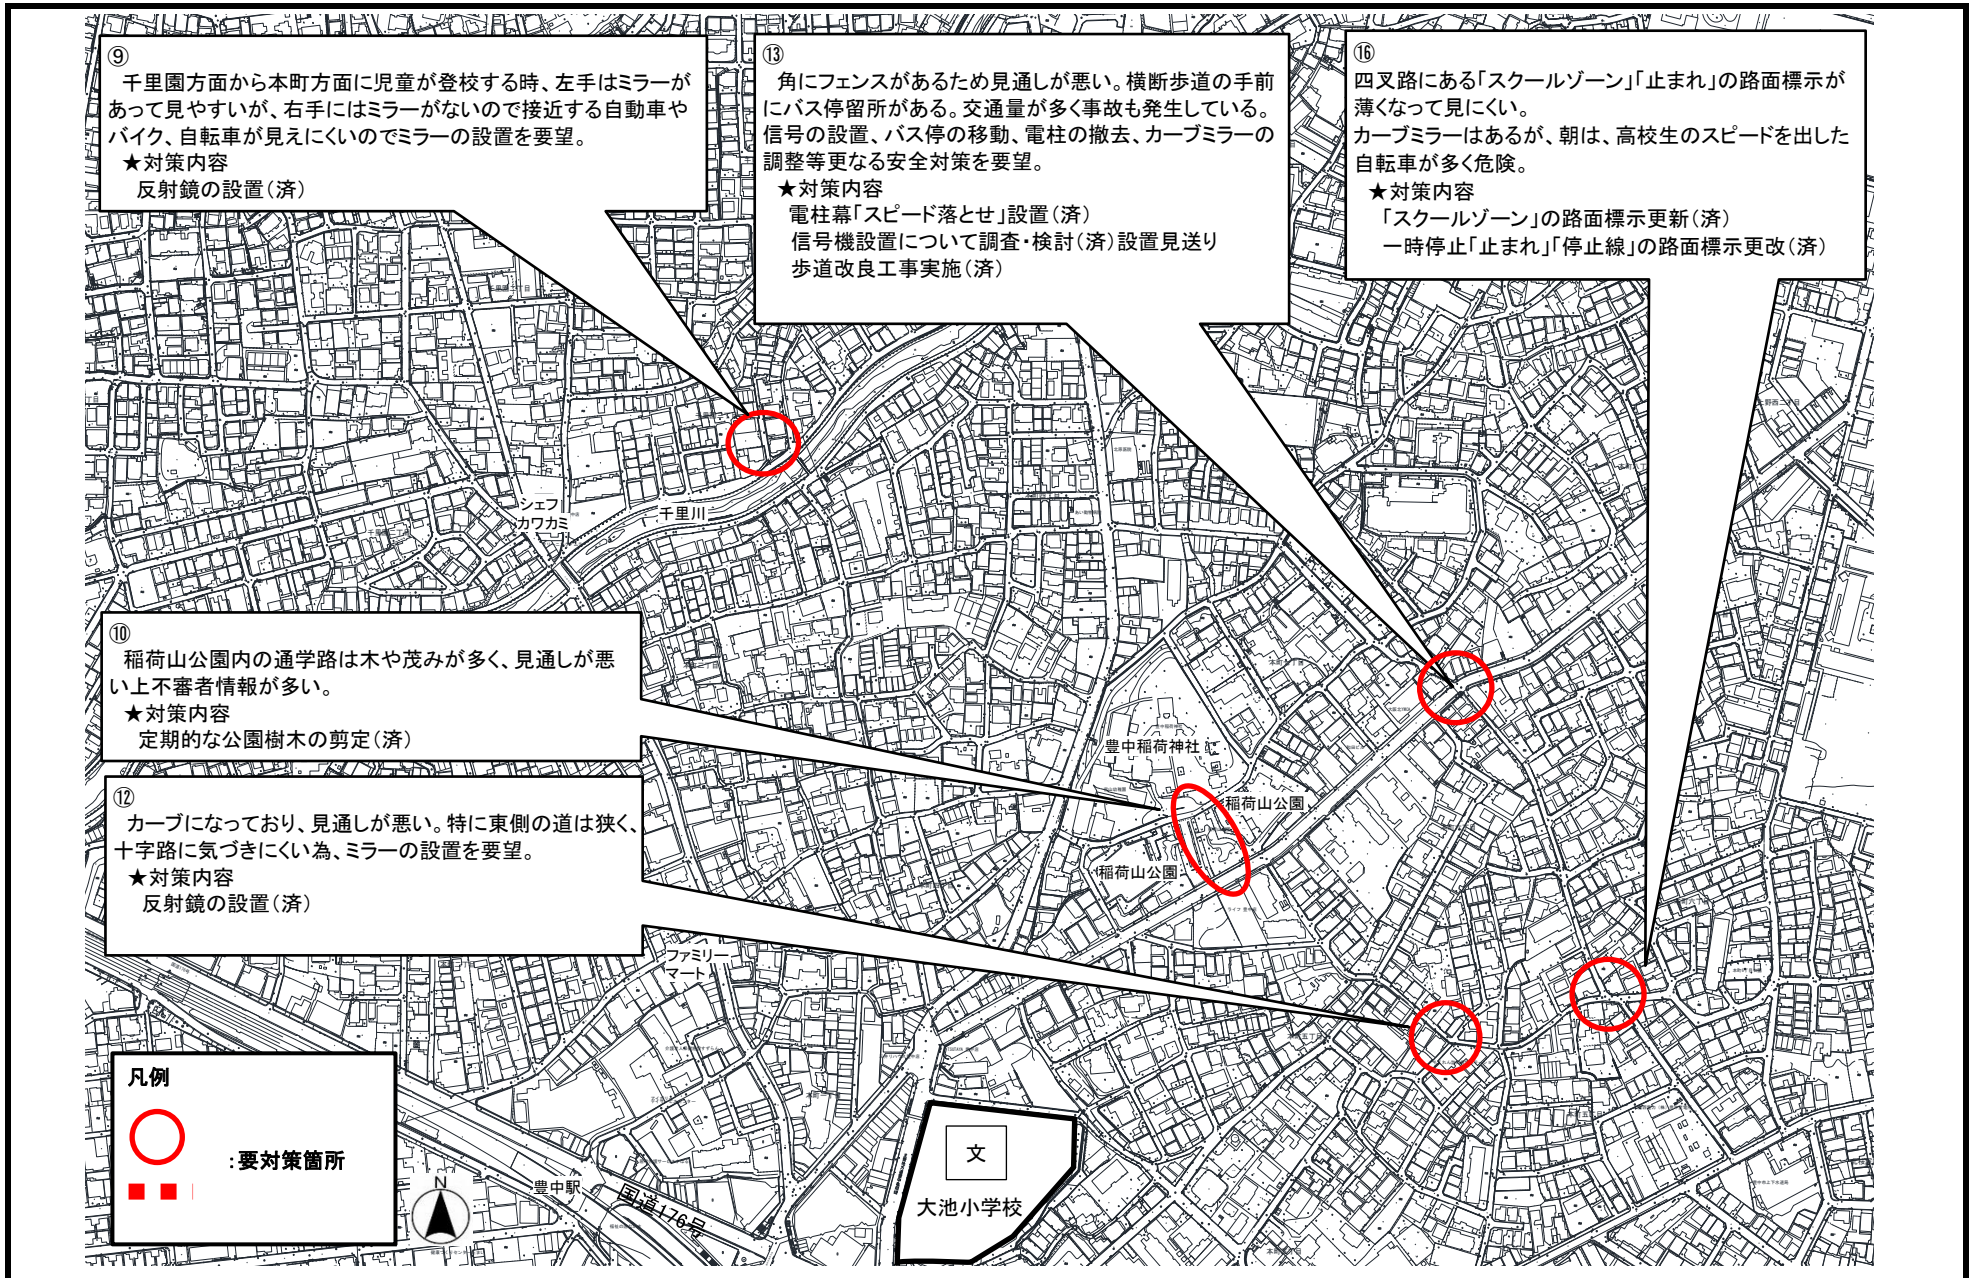 ⑨
千里園方面から本町方面に児童が登校する時、左手はミラーが
あって見やすいが、右手にはミラーがないので接近する自動車や
バイク、自転車が見えにくいのでミラーの設置を要望。
★対策内容
反射鏡の設置(済)
⑬
角にフェンスがあるため見通しが悪い。横断歩道の手前
にバス停留所がある。交通量が多く事故も発生している。
信号の設置、バス停の移動、電柱の撤去、カーブミラーの
調整等更なる安全対策を要望。
★対策内容
電柱幕「スピード落とせ」設置(済)
信号機設置について調査・検討(済)設置見送り
歩道改良工事実施(済)
⑯
四叉路にある「スクールゾーン」「止まれ」の路面標示が
薄くなって見にくい。
カーブミラーはあるが、朝は、高校生のスピードを出した
自転車が多く危険。
★対策内容
「スクールゾーン」の路面標示更新(済)
一時停止「止まれ」「停止線」の路面標示更改(済)
シェフ
カワカミ
千里川
⑩
稲荷山公園内の通学路は木や茂みが多く、見通しが悪
い上不審者情報が多い。
★対策内容
定期的な公園樹木の剪定(済)
⑫
カーブになっており、見通しが悪い。特に東側の道は狭く、
十字路に気づきにくい為、ミラーの設置を要望。
★対策内容
反射鏡の設置(済)
豊中稲荷神社
稲荷山公園
稲荷山公園
ファミリー
マート
凡例
:要対策箇所
N
豊中駅
国道176号
文
大池小学校